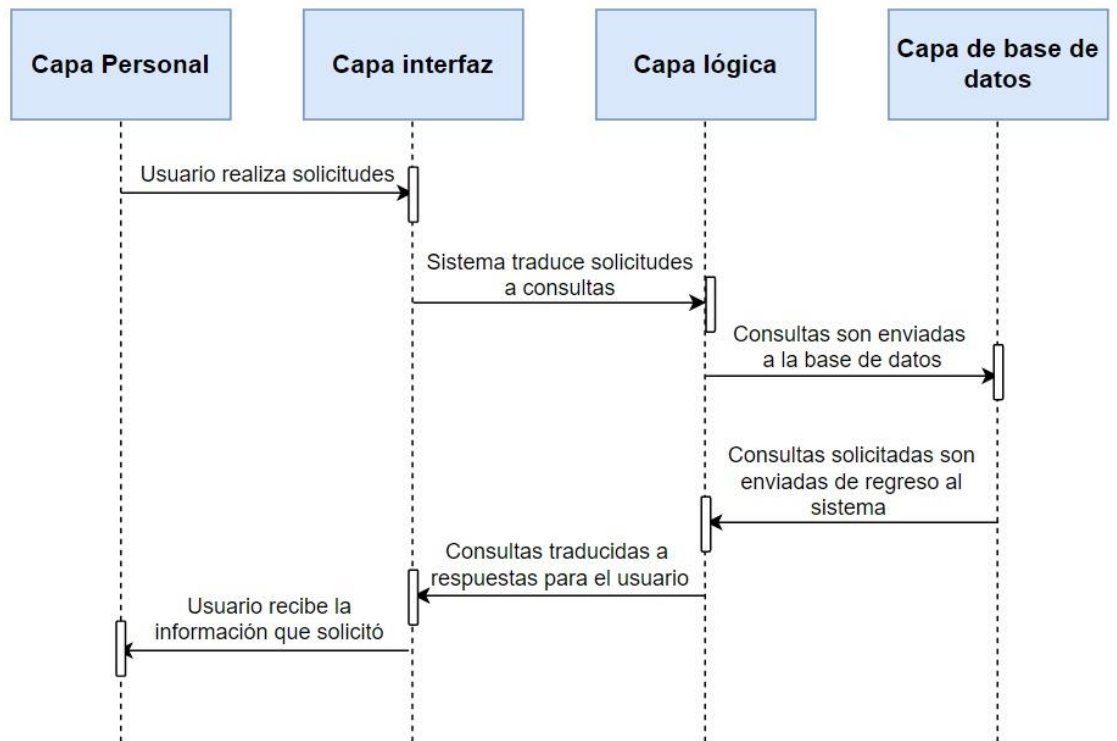 Capa Personal
Capa interfaz
Capa lógica
Capa de base de
datos
Usuario realiza solicitudes
Sistema traduce solicitudes
a consultas
Consultas son enviadas
a la base de datos
Consultas solicitadas son
enviadas de regreso al
sistema
Consultas traducidas a
respuestas para el usuario
Usuario recibe la
información que solicitó